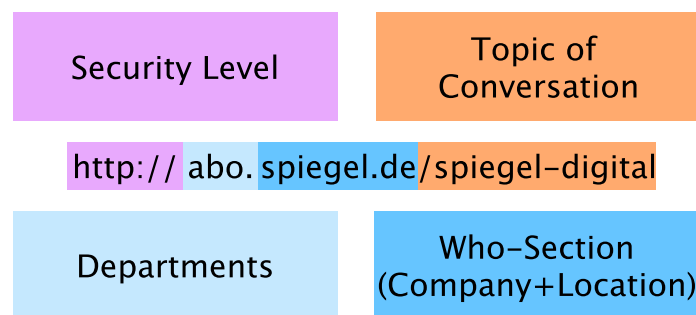 Security Level
Topic of
Conversation
http:// abo.spiegel.de/spiegel-digital
Departments
Who-Section
(Company+Location)